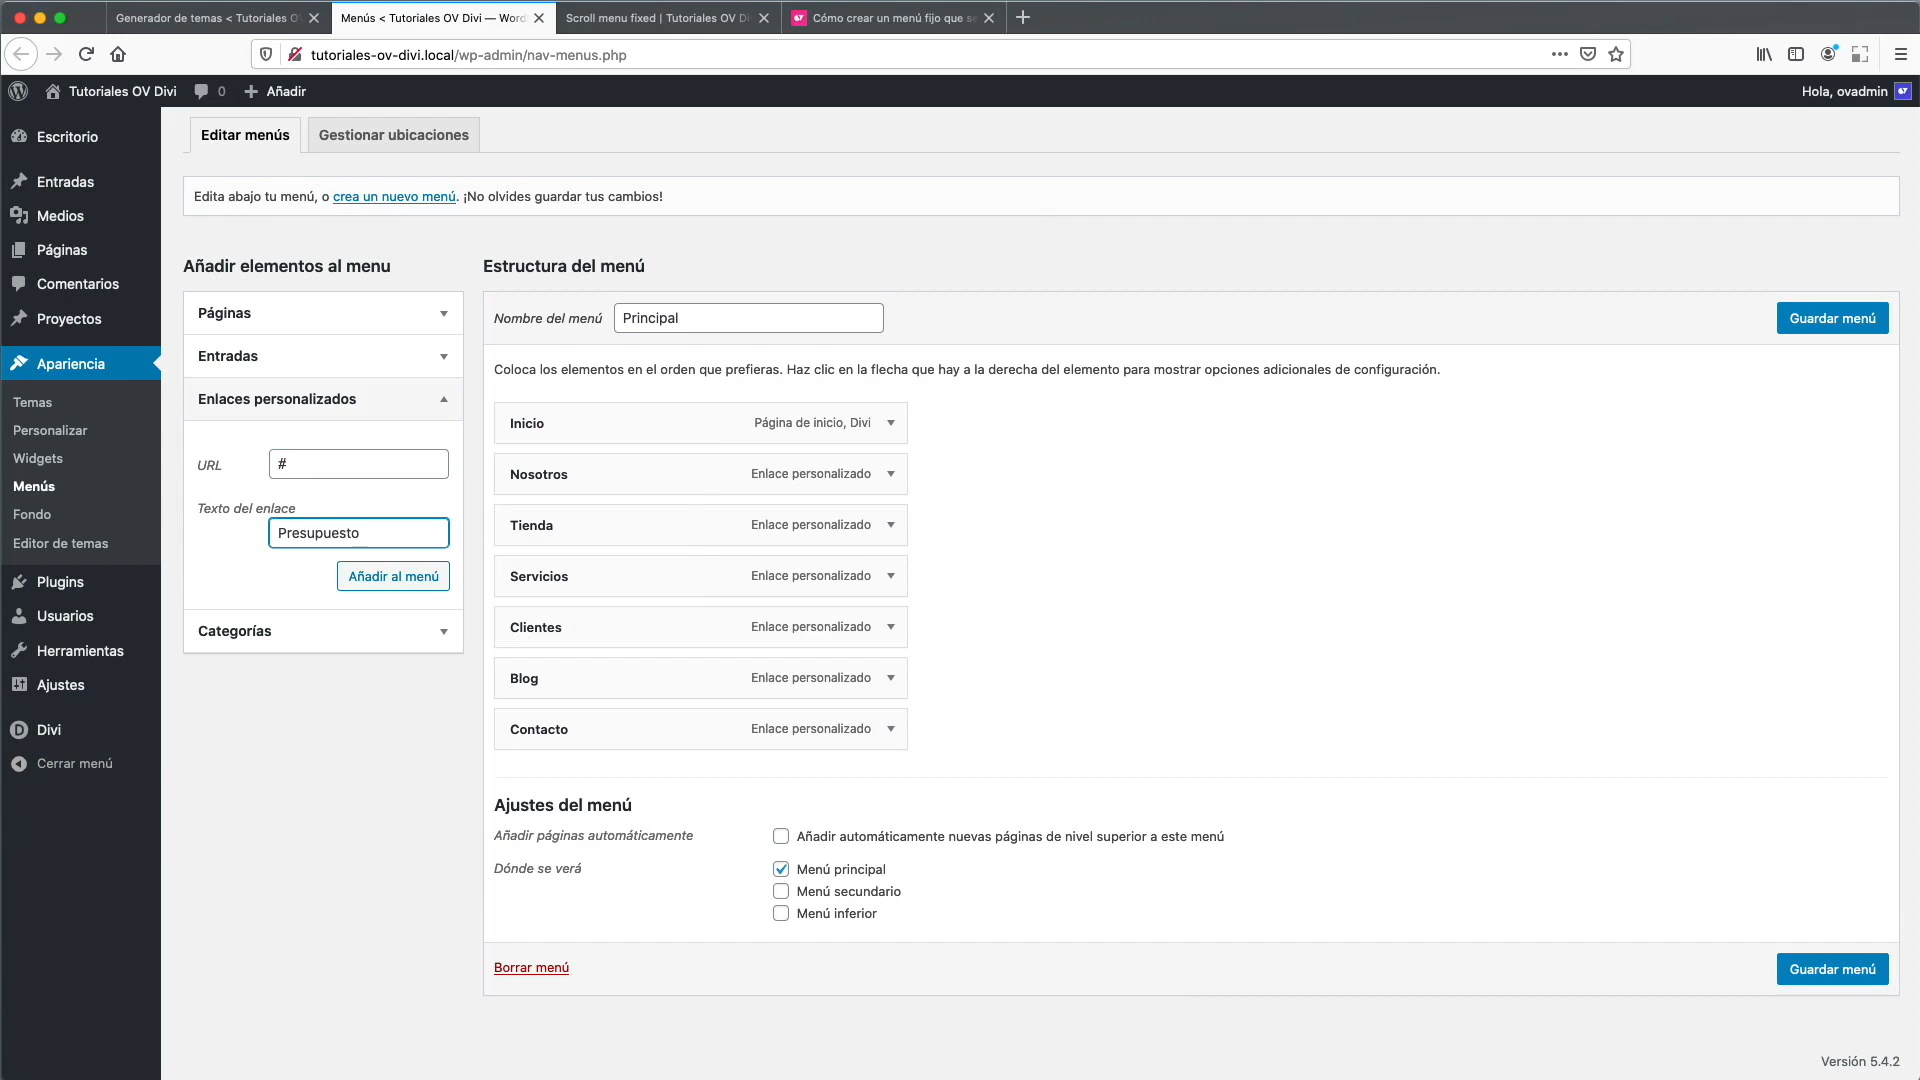 Generador de temas < Tutoriales O
Menús < Tutoriales OV Divi — Word
Scroll menu fixed | Tutoriales OV Di
Cómo crear un menú fijo que se
tutoriales-ov-divi.local/wp-admin/nav-menus.php
Tutoriales OV Divi
0
Añadir
Hola, ovadmin
Escritorio
Entradas
Medios
Páginas
Comentarios
Proyectos
Apariencia
Temas
Personalizar
Widgets
Menús
Fondo
Editor de temas
Plugins
Usuarios
Herramientas
Ajustes
Divi
Cerrar menú
Editar menús
Gestionar ubicaciones
Edita abajo tu menú, o crea un nuevo menú. ¡No olvides guardar tus cambios!
Añadir elementos al menu
Páginas
Entradas
Enlaces personalizados
URL
#
Texto del enlace
Presupuesto
Añadir al menú
Categorías
Estructura del menú
Nombre del menú
Principal
Guardar menú
Coloca los elementos en el orden que prefieras. Haz clic en la flecha que hay a la derecha del elemento para mostrar opciones adicionales de configuración.
Inicio Página de inicio, Divi
Nosotros Enlace personalizado
Tienda Enlace personalizado
Servicios Enlace personalizado
Clientes Enlace personalizado
Blog Enlace personalizado
Contacto Enlace personalizado
Ajustes del menú
Añadir páginas automáticamente
Añadir automáticamente nuevas páginas de nivel superior a este menú
Dónde se verá
Menú principal
Menú secundario
Menú inferior
Borrar menú
Guardar menú
Versión 5.4.2